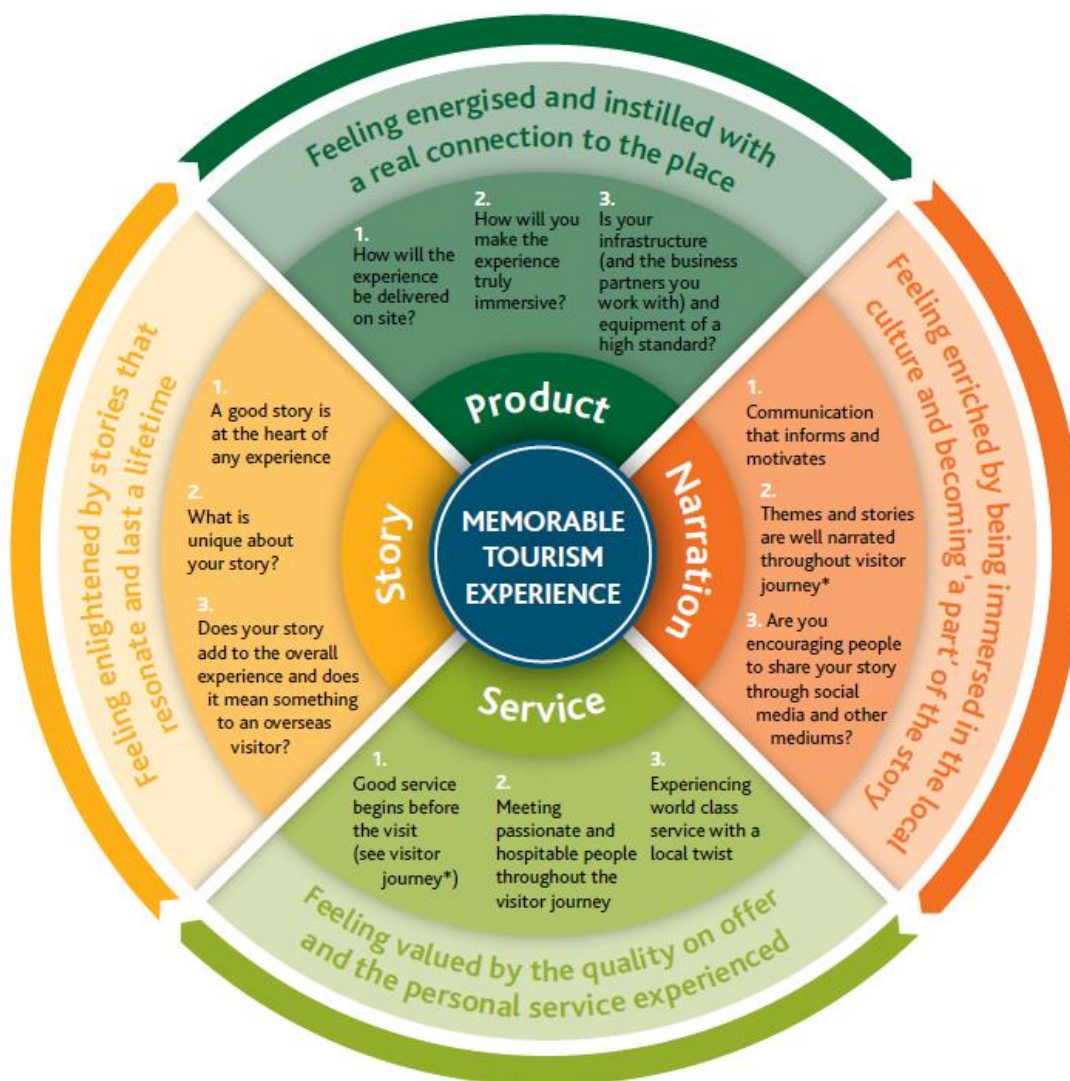 Feeling energised and instilled with
a real connection to the place
1.
How will the
experience
be delivered
on site?
2.
How will you
make the
experience
truly
immersive?
3.
Is your
infrastructure
(and the business
partners you
work with) and
equipment of a
high standard?
Product
Feeling enriched by being immersed in the local
culture and becoming 'a part' of the story
1.
Communication
that informs and
motivates
2.
Themes and stories
are well narrated
throughout visitor
journey*
3. Are you
encouraging people
to share your story
through social
media and other
mediums?
Narration
MEMORABLE
TOURISM
EXPERIENCE
Service
1.
Good service
begins before
the visit
(see visitor
journey*)
2.
Meeting
passionate and
hospitable people
throughout the
visitor journey
3.
Experiencing
world class
service with a
local twist
Feeling valued by the quality on offer
and the personal service experienced
Story
1.
A good story is
at the heart of
any experience
2.
What is
unique about
your story?
3.
Does your story
add to the overall
experience and does
it mean something
to an overseas
visitor?
Feeling enlightened by stories that
resonate and last a lifetime